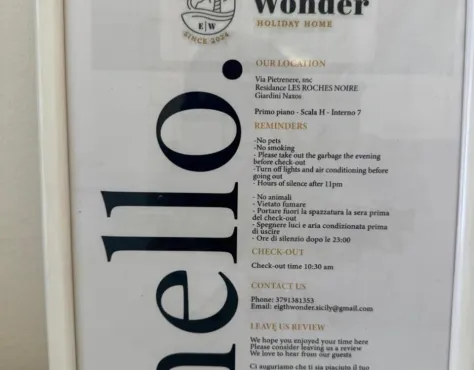 Wonder
HOLIDAY HOME
E|W
SINCE 2024
hello.
OUR LOCATION
Via Pietrenere, snc
Residance LES ROCHES NOIRE
Giardini Naxos
Primo piano - Scala H - Interno 7
REMINDERS
-No pets
-No smoking
- Please take out the garbage the evening
before check-out
-Turn off lights and air conditioning before
going out
- Hours of silence after 11pm
- No animali
- Vietato fumare
- Portare fuori la spazzatura la sera prima
del check-out
- Spegnere luci e aria condizionata prima
di uscire
- Ore di silenzio dopo le 23:00
CHECK-OUT
Check-out time 10:30 am
CONTACT US
Phone: 3791381353
Email: eigthwonder.sicily@gmail.com
LEAVE US REVIEW
We hope you enjoyed your time here
Please consider leaving us a review
We love to hear from our guests
Ci auguriamo che ti sia piaciuto il tuo